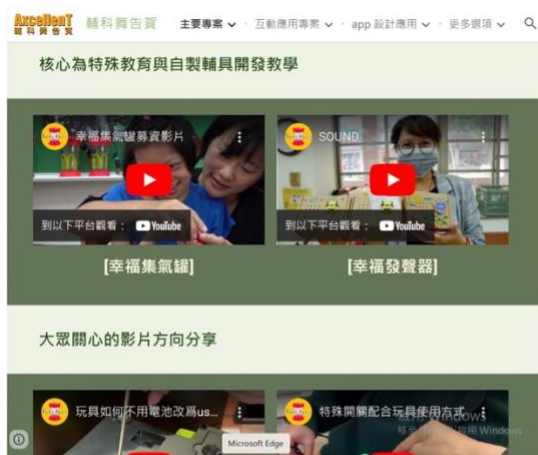 AxcellenT
輔科舞告賀
輔科舞告賀 主要專案 · 互動應用專案 · app 設計應用 · 更多選項
核心為特殊教育與自製輔具開發教學
幸福集氣罐募資影片
SOUND
到以下平台觀看： YouTube
到以下平台觀看： YouTube
[幸福集氣罐]
[幸福發聲器]
大眾關心的影片方向分享
玩具如何不用電池改爲us...
特殊開關配合玩具使用方式
Microsoft Edge